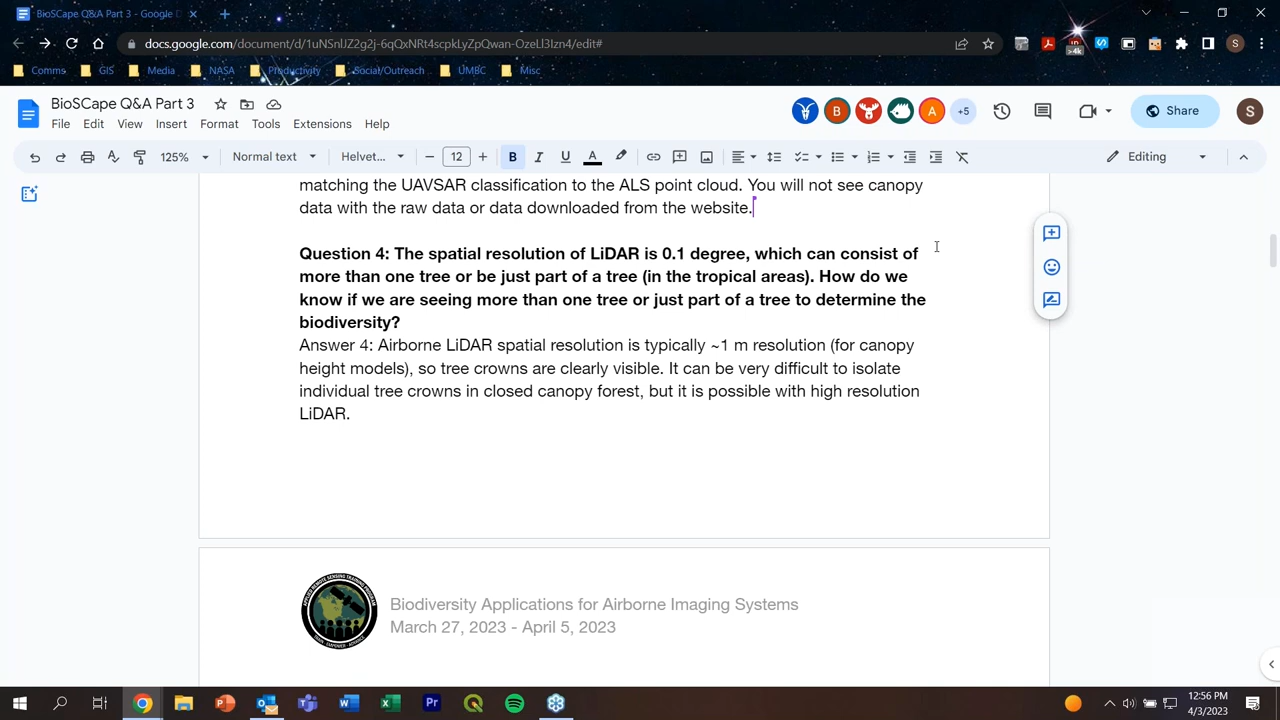 BioSCape Q&A Part 3 - Google D
docs.google.com/document/d/1uNSnlJZ2g2j-6qQxNRt4scpkLyZpQwan-OzeLl3Izn4/edit#
>4k
S
Comms
GIS
Media
NASA
Productivity
Social/Outreach
UMBC
Misc
BioSCape Q&A Part 3
File Edit View Insert Format Tools Extensions Help
B
A
+5
Share
S
125%
Normal text
Helvet...
12
B I U A
Editing
matching the UAVSAR classification to the ALS point cloud. You will not see canopy
data with the raw data or data downloaded from the website.
Question 4: The spatial resolution of LiDAR is 0.1 degree, which can consist of
more than one tree or be just part of a tree (in the tropical areas). How do we
know if we are seeing more than one tree or just part of a tree to determine the
biodiversity?
Answer 4: Airborne LiDAR spatial resolution is typically ~1 m resolution (for canopy
height models), so tree crowns are clearly visible. It can be very difficult to isolate
individual tree crowns in closed canopy forest, but it is possible with high resolution
LiDAR.
APPLIED REMOTE SENSING TRAINING PROGRAM
Biodiversity Applications for Airborne Imaging Systems
March 27, 2023 - April 5, 2023
12:56 PM
4/3/2023